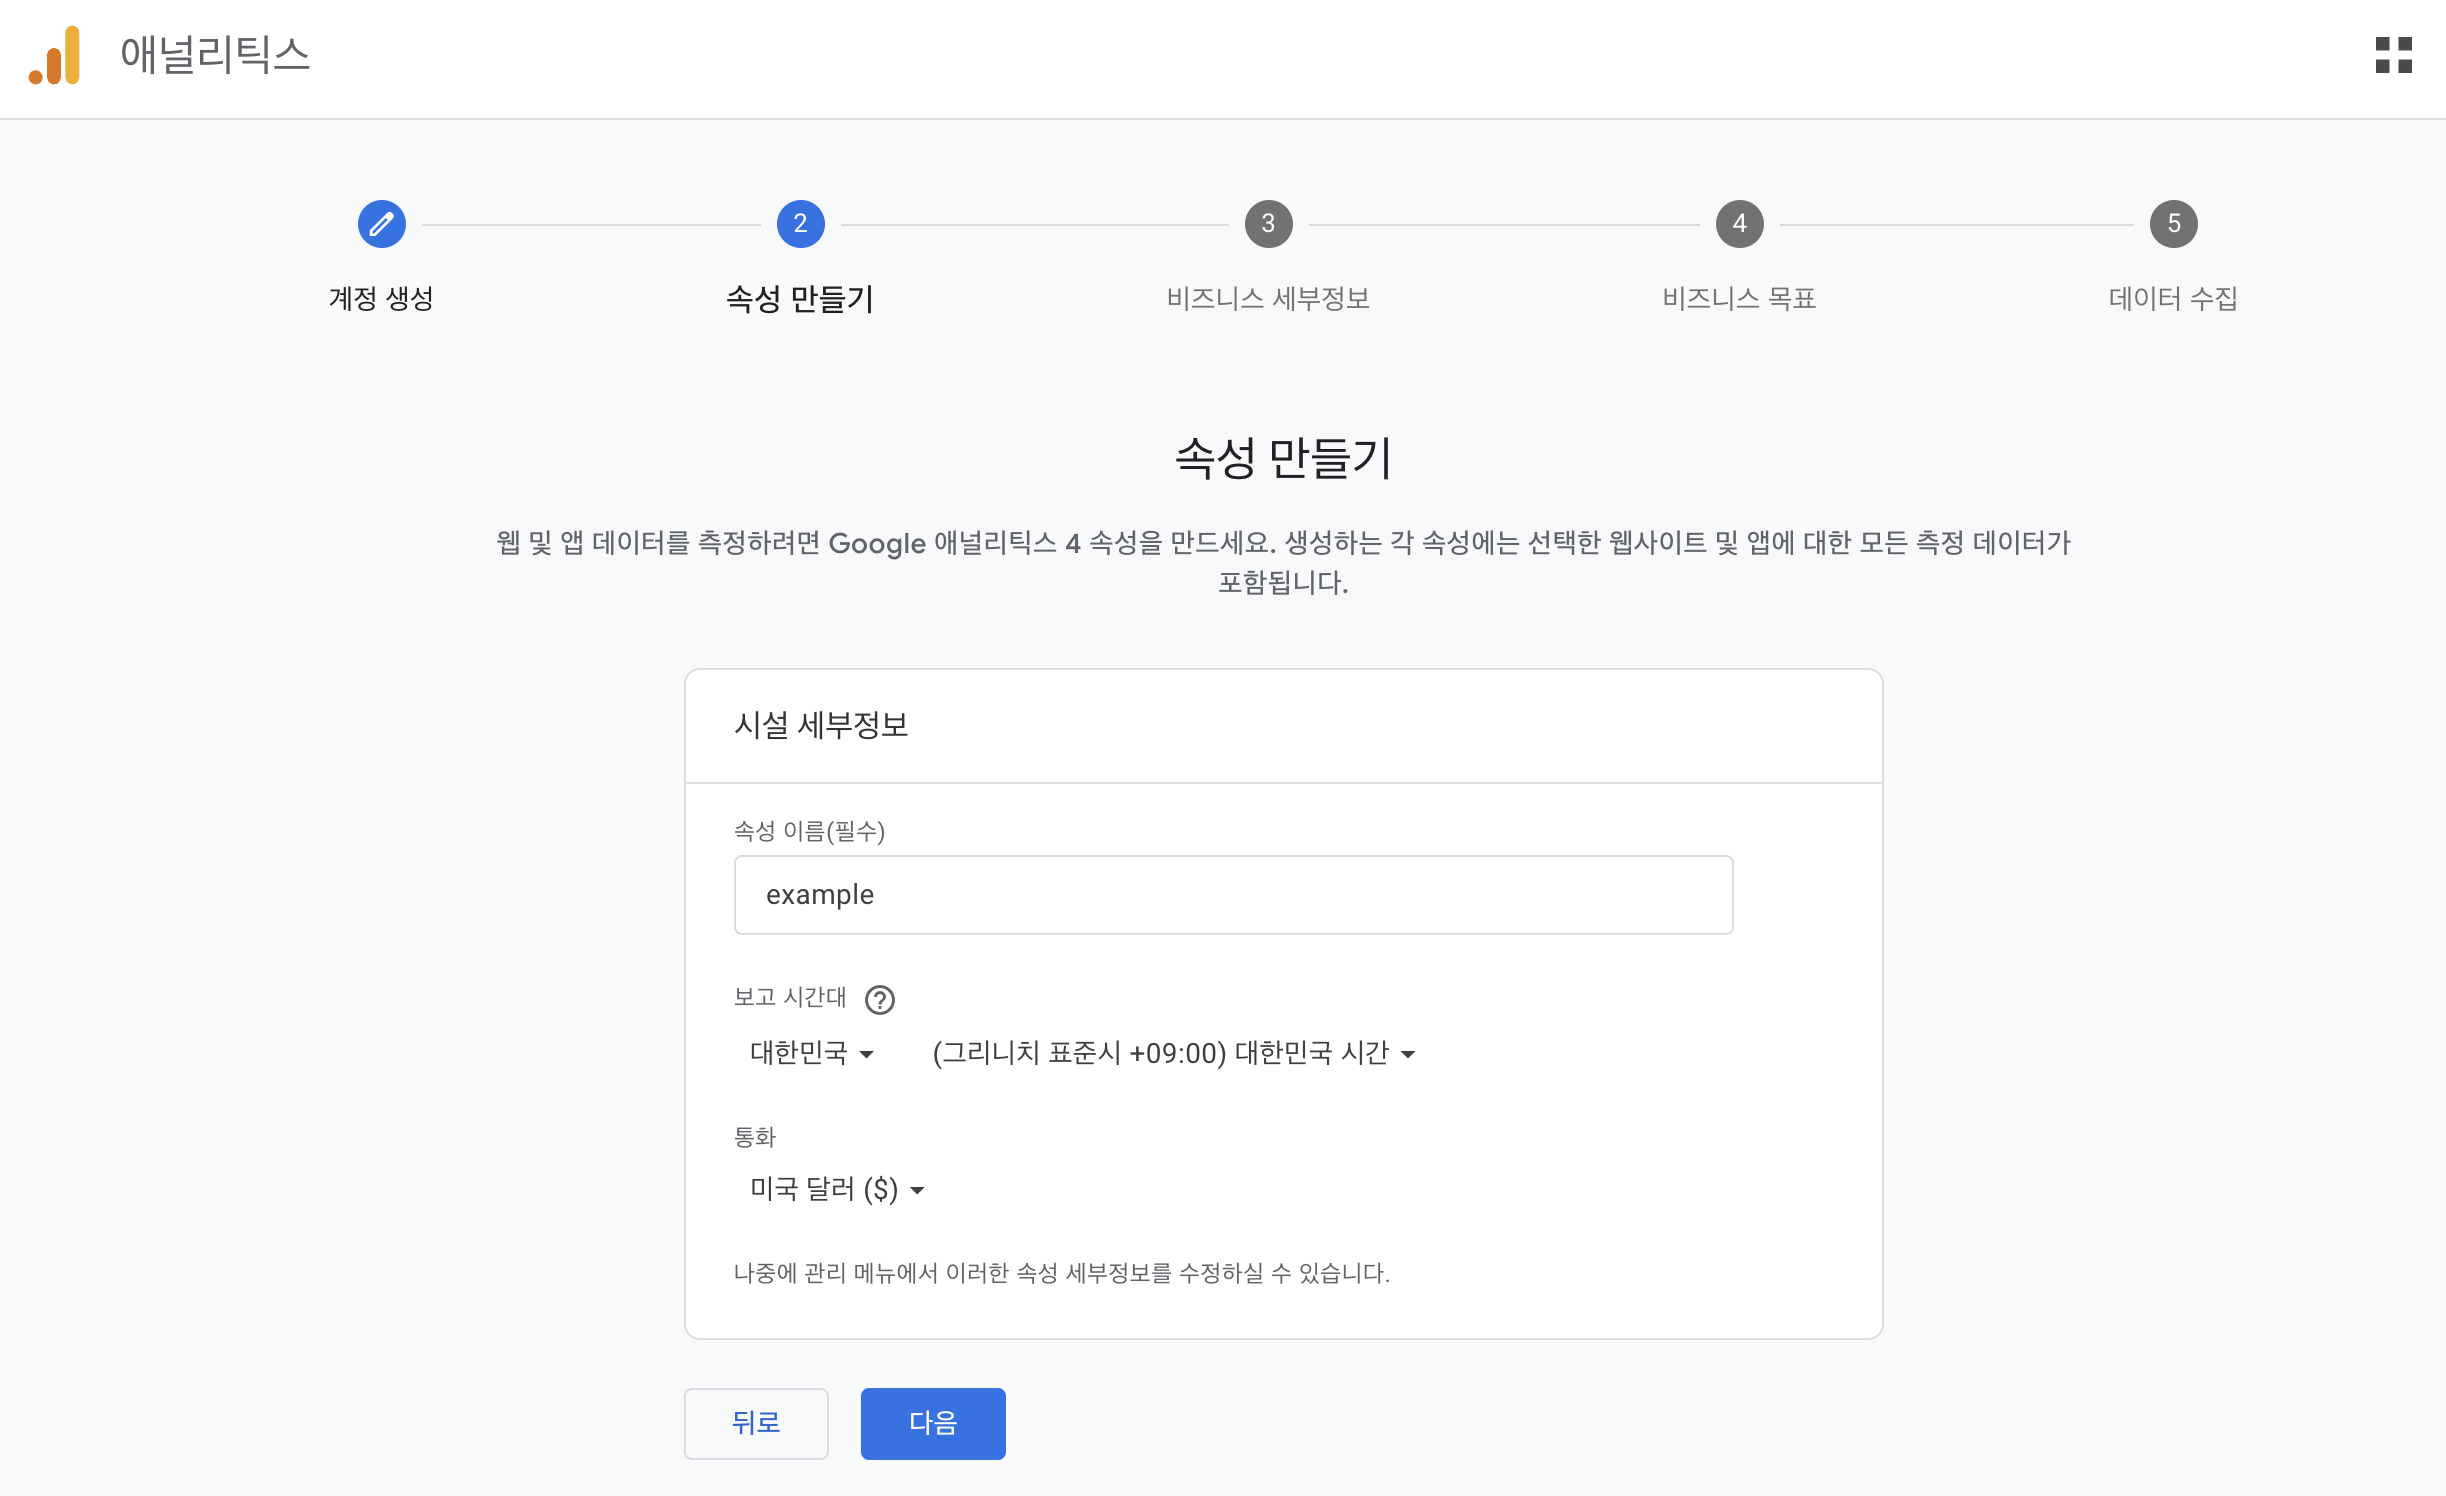 애널리틱스
2
3
4
5
계정 생성
속성 만들기
비즈니스 세부정보
비즈니스 목표
데이터 수집
속성 만들기
웹 및 앱 데이터를 측정하려면 Google 애널리틱스 4 속성을 만드세요. 생성하는 각 속성에는 선택한 웹사이트 및 앱에 대한 모든 측정 데이터가
포함됩니다.
시설 세부정보
속성 이름(필수)
example
보고 시간대 ?
대한민국 (그리니치 표준시 +09:00) 대한민국 시간
통화
미국 달러 ($)
나중에 관리 메뉴에서 이러한 속성 세부정보를 수정하실 수 있습니다.
뒤로 다음